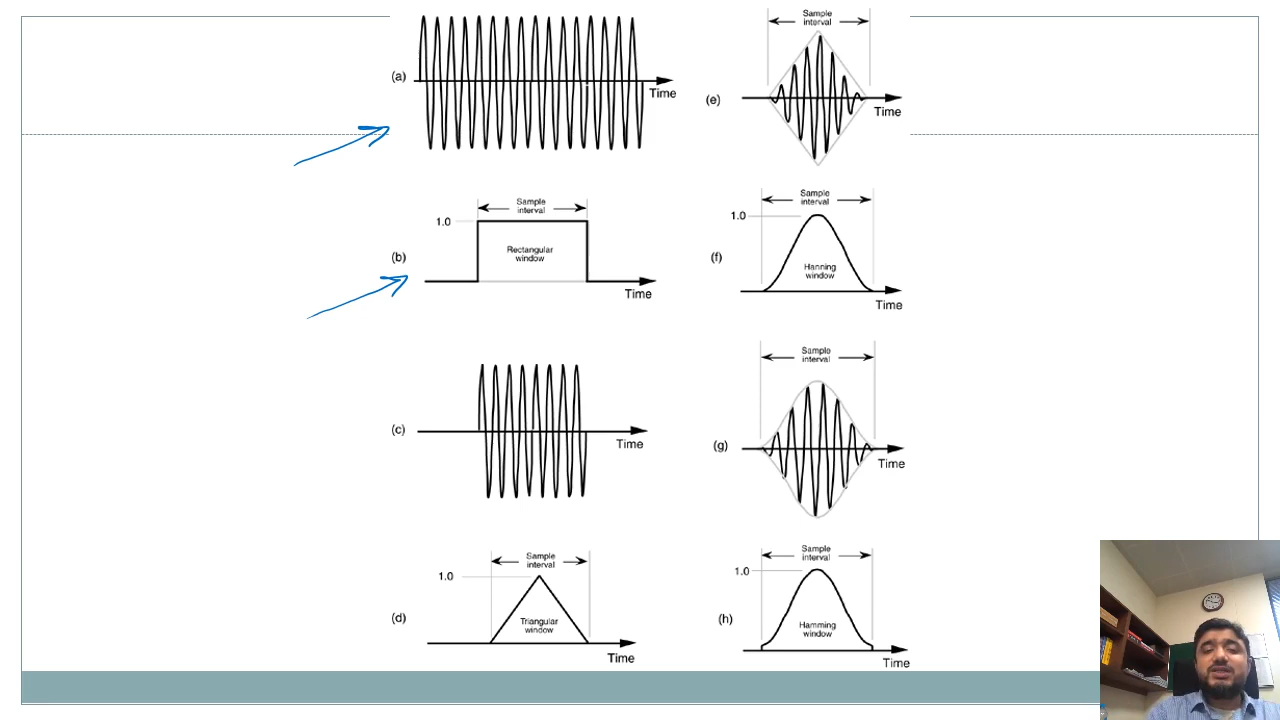 (a)
Time
Sample
interval
1.0
Rectangular
window
(b)
Time
(c)
Time
Sample
interval
1.0
Triangular
window
(d)
Time
Sample
interval
(e)
Time
Sample
interval
1.0
Hanning
window
(f)
Time
Sample
interval
(g)
Time
Sample
interval
1.0
Hamming
window
(h)
Time